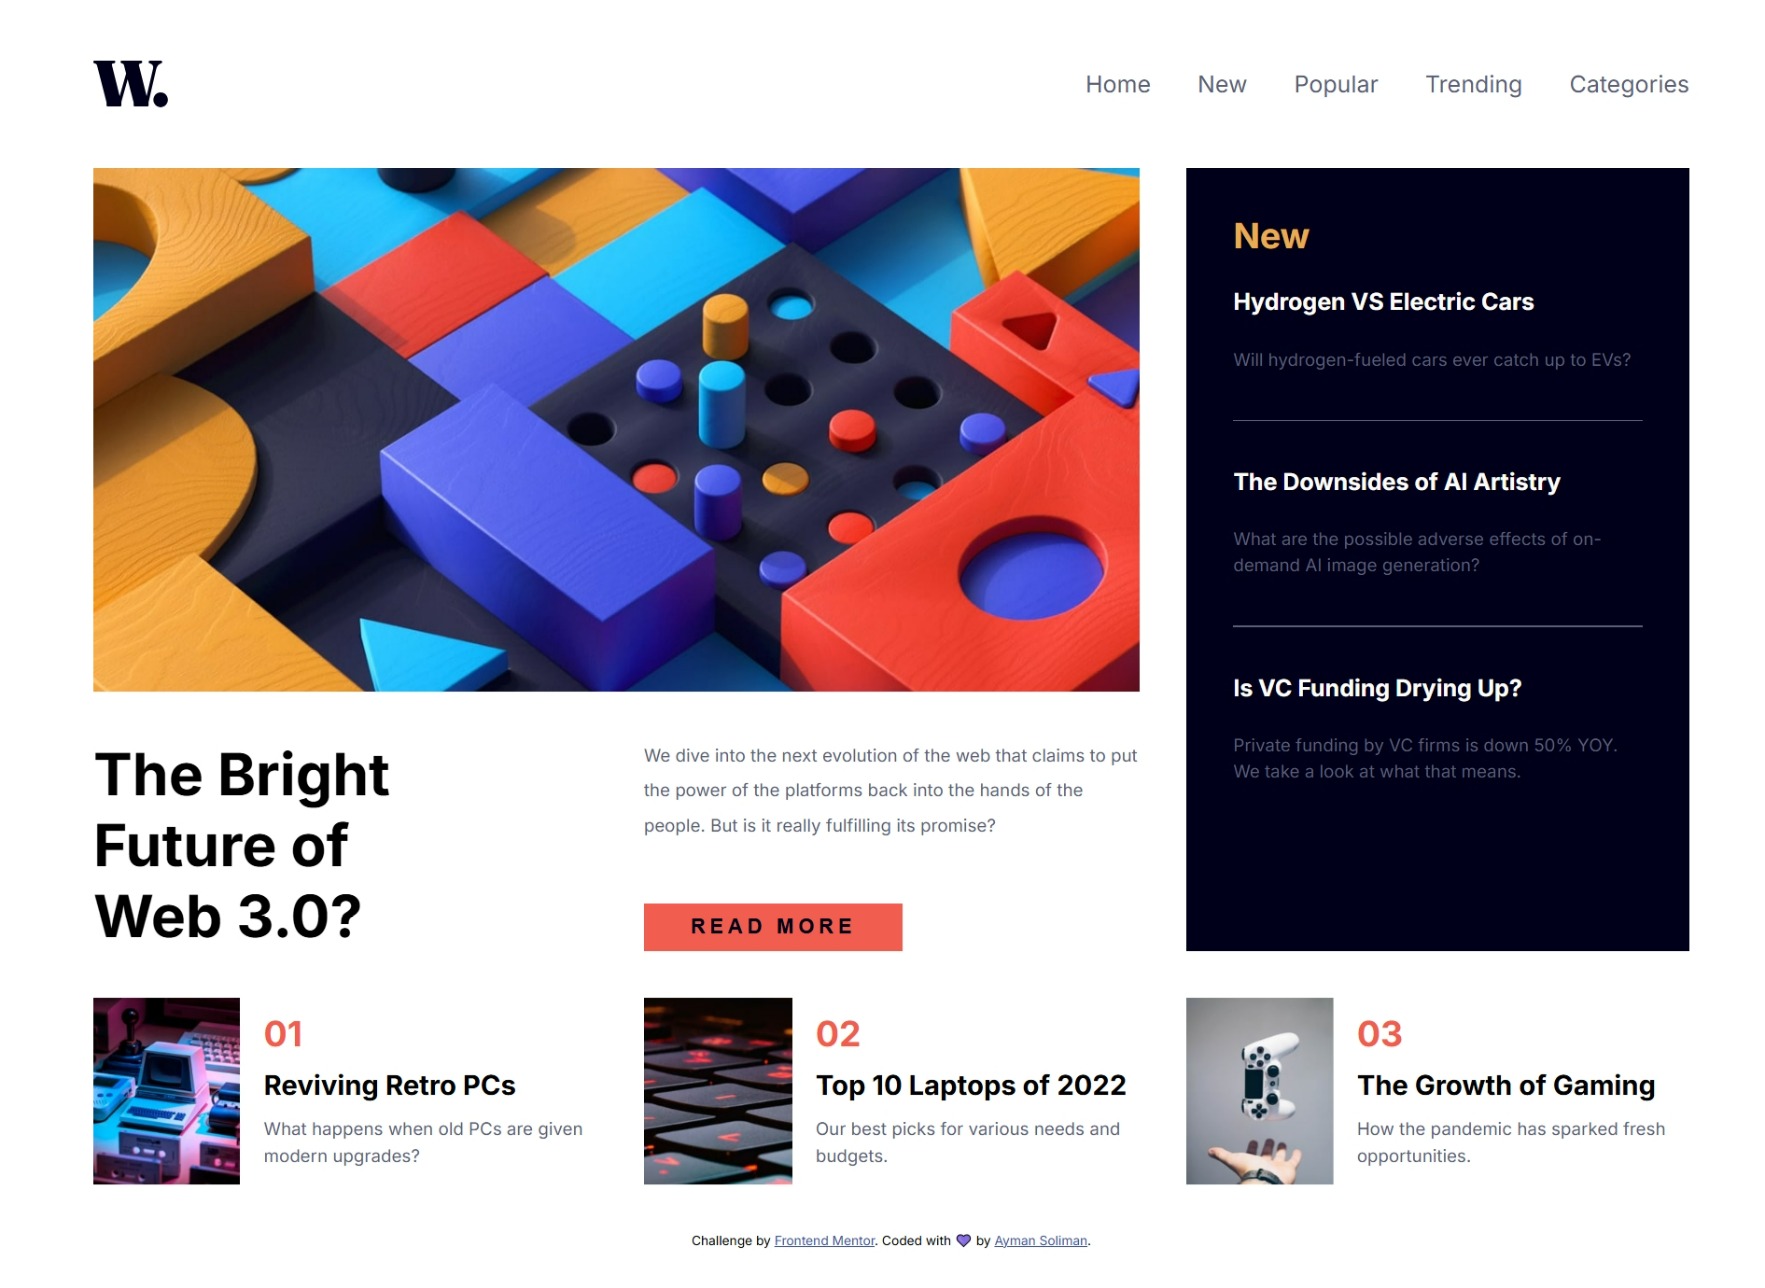 W.
Home New Popular Trending Categories
New
Hydrogen VS Electric Cars
Will hydrogen-fueled cars ever catch up to EVs?
The Downsides of AI Artistry
What are the possible adverse effects of on-
demand AI image generation?
Is VC Funding Drying Up?
Private funding by VC firms is down 50% YOY.
We take a look at what that means.
The Bright
Future of
Web 3.0?
We dive into the next evolution of the web that claims to put
the power of the platforms back into the hands of the
people. But is it really fulfilling its promise?
READ MORE
01
Reviving Retro PCs
What happens when old PCs are given
modern upgrades?
02
Top 10 Laptops of 2022
Our best picks for various needs and
budgets.
03
The Growth of Gaming
How the pandemic has sparked fresh
opportunities.
Challenge by Frontend Mentor. Coded with 💜 by Ayman Soliman.